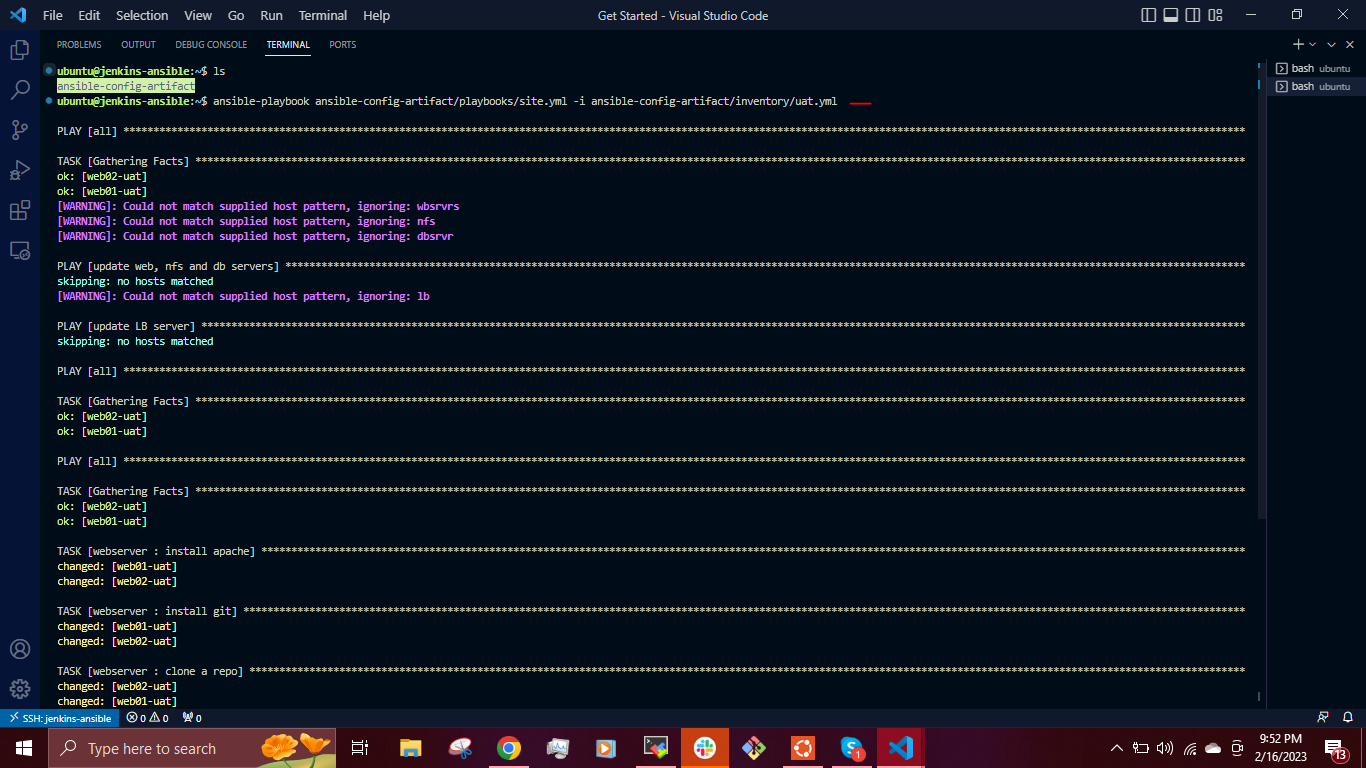 File Edit Selection View Go Run Terminal Help Get Started - Visual Studio Code
PROBLEMS OUTPUT DEBUG CONSOLE TERMINAL PORTS
ubuntu@jenkins-ansible:~$ ls
ansible-config-artifact
ubuntu@jenkins-ansible:~$ ansible-playbook ansible-config-artifact/playbooks/site.yml -i ansible-config-artifact/inventory/uat.yml
bash ubuntu
bash ubuntu
PLAY [all] ****************************************************************************************************************************************************************************************
TASK [Gathering Facts] ****************************************************************************************************************************************************************************
ok: [web02-uat]
ok: [web01-uat]
[WARNING]: Could not match supplied host pattern, ignoring: wbsrvrs
[WARNING]: Could not match supplied host pattern, ignoring: nfs
[WARNING]: Could not match supplied host pattern, ignoring: dbsrvr
PLAY [update web, nfs and db servers] *************************************************************************************************************************************************************
skipping: no hosts matched
[WARNING]: Could not match supplied host pattern, ignoring: lb
PLAY [update LB server] ***************************************************************************************************************************************************************************
skipping: no hosts matched
PLAY [all] ****************************************************************************************************************************************************************************************
TASK [Gathering Facts] ****************************************************************************************************************************************************************************
ok: [web02-uat]
ok: [web01-uat]
PLAY [all] ****************************************************************************************************************************************************************************************
TASK [Gathering Facts] ****************************************************************************************************************************************************************************
ok: [web02-uat]
ok: [web01-uat]
TASK [webserver : install apache] *****************************************************************************************************************************************************************
changed: [web01-uat]
changed: [web02-uat]
TASK [webserver : install git] ********************************************************************************************************************************************************************
changed: [web01-uat]
changed: [web02-uat]
TASK [webserver : clone a repo] *******************************************************************************************************************************************************************
changed: [web02-uat]
changed: [web01-uat]
SSH: jenkins-ansible 0 0 0
Type here to search
1
9:52 PM
2/16/2023
13